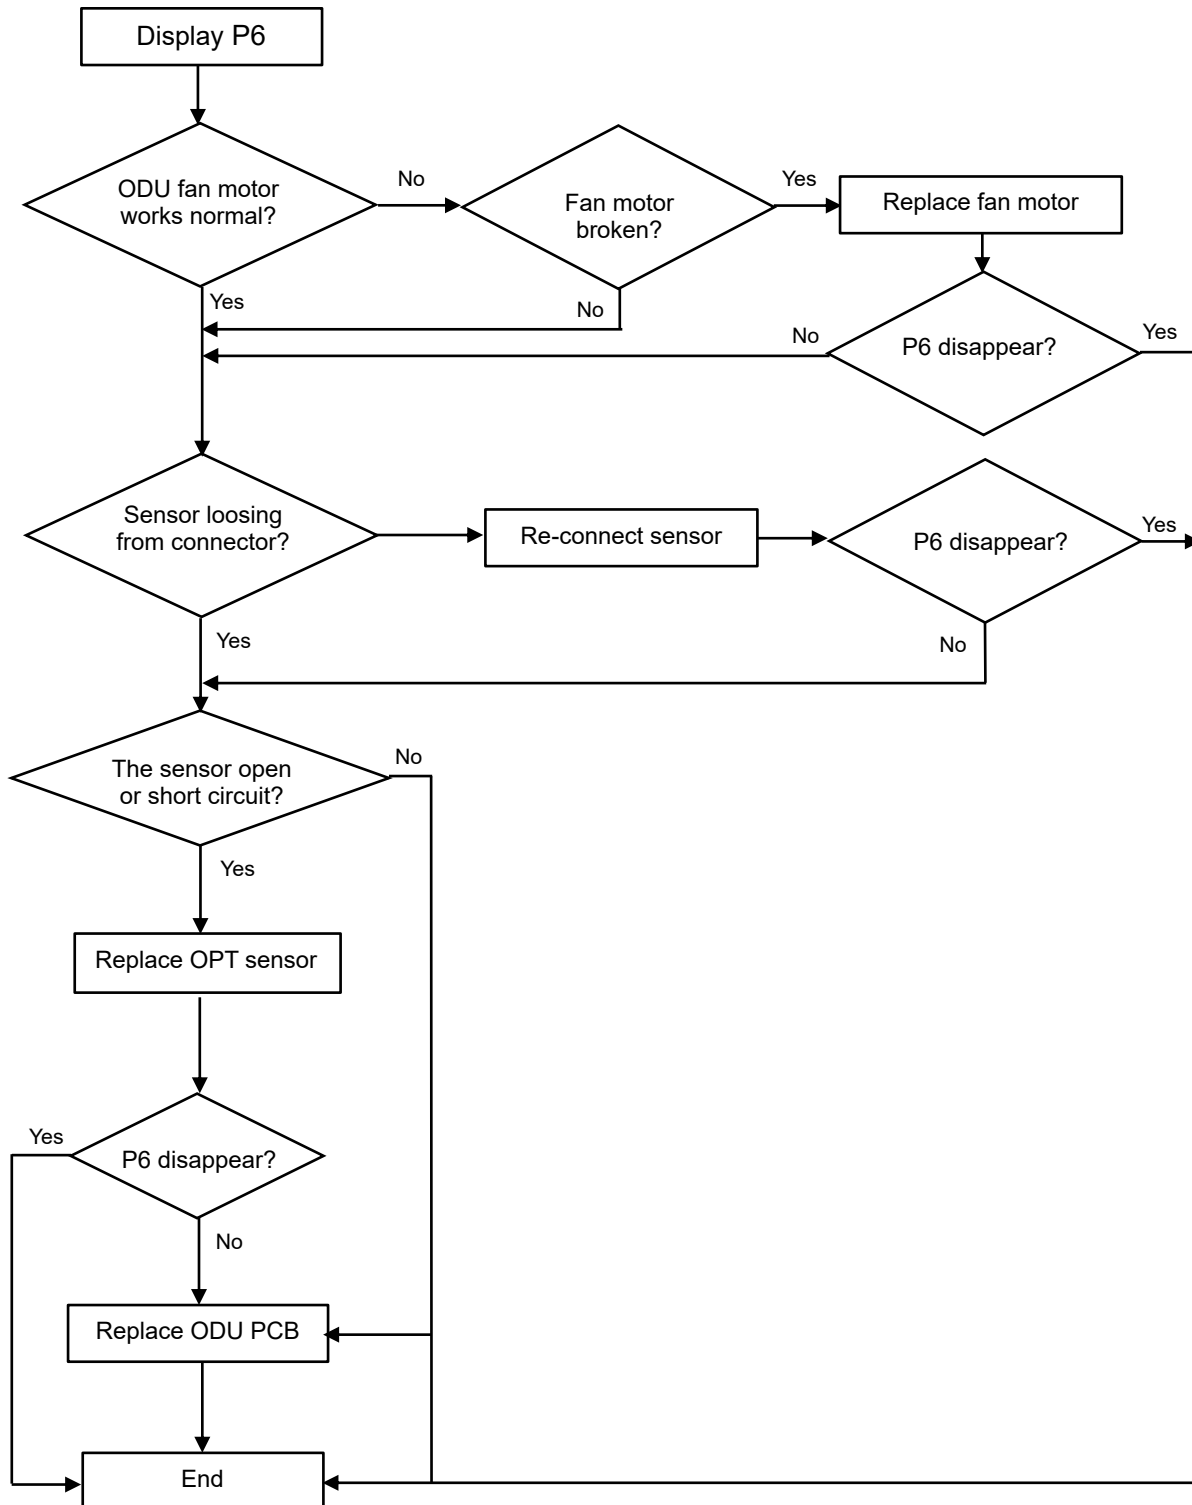 Display P6
ODU fan motor
works normal?
No
Fan motor
broken?
Yes
Replace fan motor
Yes
No
No
P6 disappear?
Yes
Sensor loosing
from connector?
Re-connect sensor
P6 disappear?
Yes
Yes
No
The sensor open
or short circuit?
No
Yes
Replace OPT sensor
Yes
P6 disappear?
No
Replace ODU PCB
End